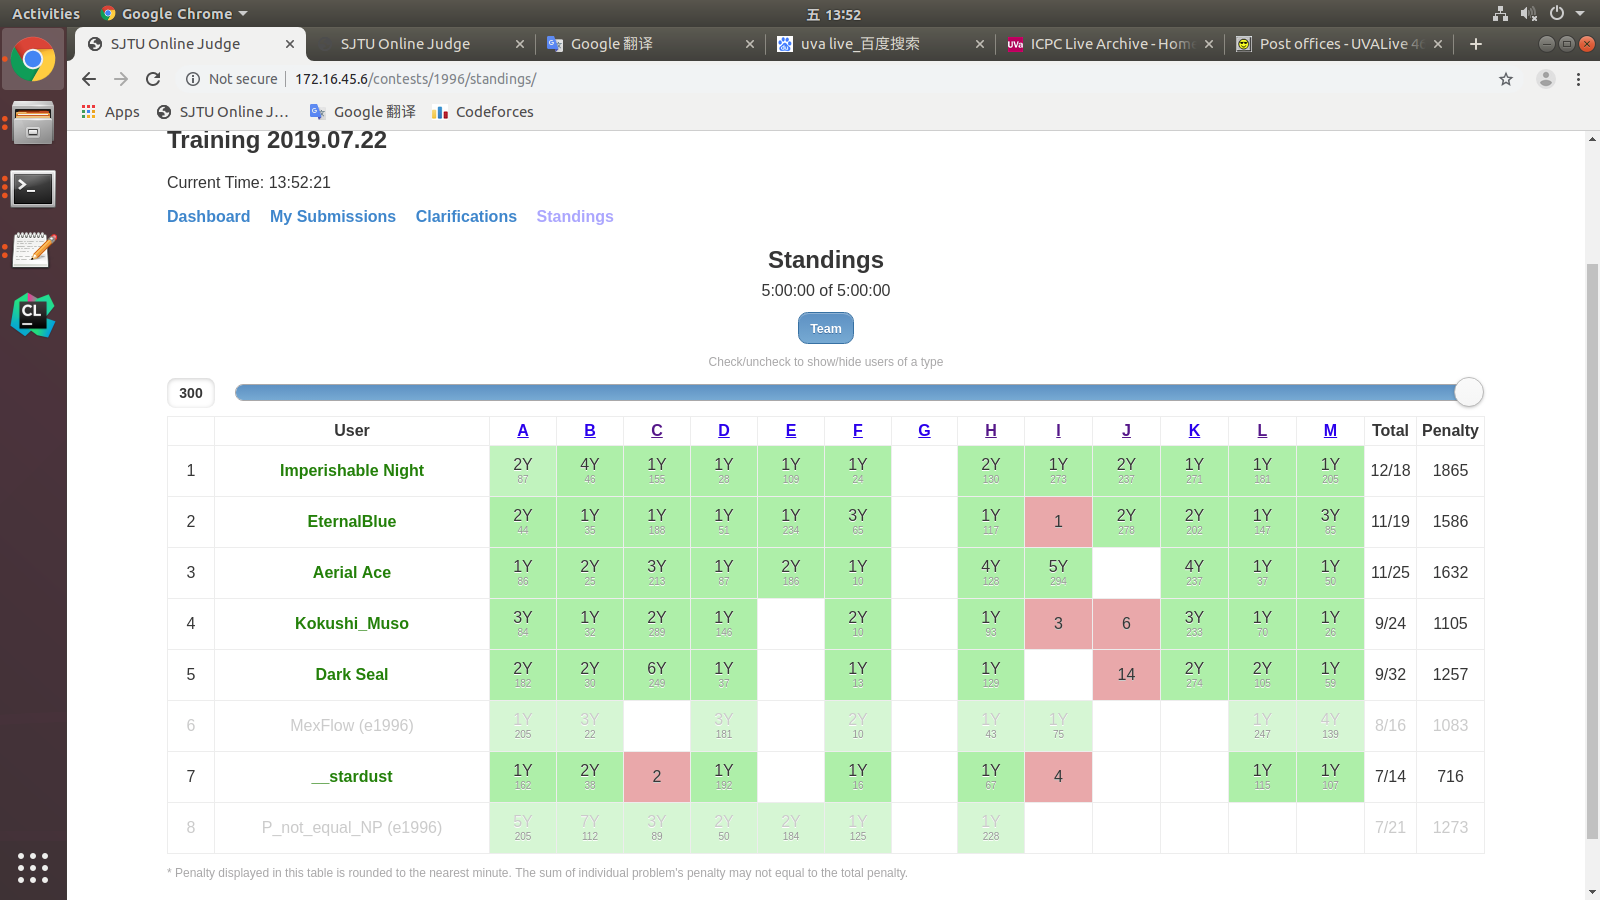 Activities Google Chrome 五 13:52
SJTU Online Judge SJTU Online Judge Google 翻译 uva live_百度搜索 ICPC Live Archive - Home Post offices - UVALive 46
Not secure 172.16.45.6/contests/1996/standings/
Apps SJTU Online J... Google 翻译 Codeforces
Training 2019.07.22
Current Time: 13:52:21
Dashboard My Submissions Clarifications Standings
Standings
5:00:00 of 5:00:00
Team
Check/uncheck to show/hide users of a type
300
User A B C D E F G H I J K L M Total Penalty
1 Imperishable Night 2Y 4Y 1Y 1Y 1Y 1Y 2Y 1Y 2Y 1Y 1Y 1Y 12/18 1865
87 46 155 28 109 24 130 273 237 271 181 205
2 EternalBlue 2Y 1Y 1Y 1Y 1Y 3Y 1Y 1 2Y 2Y 1Y 3Y 11/19 1586
44 35 188 51 234 65 117 278 202 147 85
3 Aerial Ace 1Y 2Y 3Y 1Y 2Y 1Y 4Y 5Y 4Y 1Y 1Y 11/25 1632
86 25 213 87 186 10 128 294 237 37 50
4 Kokushi_Muso 3Y 1Y 2Y 1Y 2Y 1Y 3 6 3Y 1Y 1Y 9/24 1105
84 32 289 146 10 93 233 70 26
5 Dark Seal 2Y 2Y 6Y 1Y 1Y 1Y 14 2Y 2Y 1Y 9/32 1257
182 30 249 37 13 129 274 105 59
6 MexFlow (e1996) 1Y 3Y 3Y 2Y 1Y 1Y 1Y 4Y 8/16 1083
205 22 181 10 43 75 247 139
7 __stardust 1Y 2Y 2 1Y 1Y 1Y 4 1Y 1Y 7/14 716
162 38 192 16 67 115 107
8 P_not_equal_NP (e1996) 5Y 7Y 3Y 2Y 2Y 1Y 1Y 7/21 1273
205 112 89 50 184 125 228
* Penalty displayed in this table is rounded to the nearest minute. The sum of individual problem's penalty may not equal to the total penalty.
CL